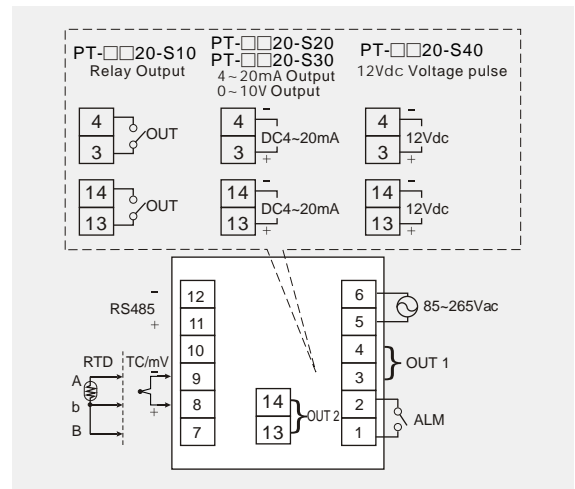 PT-□□20-S10
Relay Output
PT-□□20-S20
PT-□□20-S30
4~20mA Output
0~10V Output
PT-□□20-S40
12Vdc Voltage pulse
4
3
OUT
4
3
−
DC4~20mA
+
4
3
−
12Vdc
+
14
13
OUT
14
13
−
DC4~20mA
+
14
13
−
12Vdc
+
RS485
−
+
12
11
10
9
8
7
RTD
TC/mV
−
+
A
b
B
14
13
OUT 2
6
5
4
3
2
1
85~265Vac
OUT 1
ALM